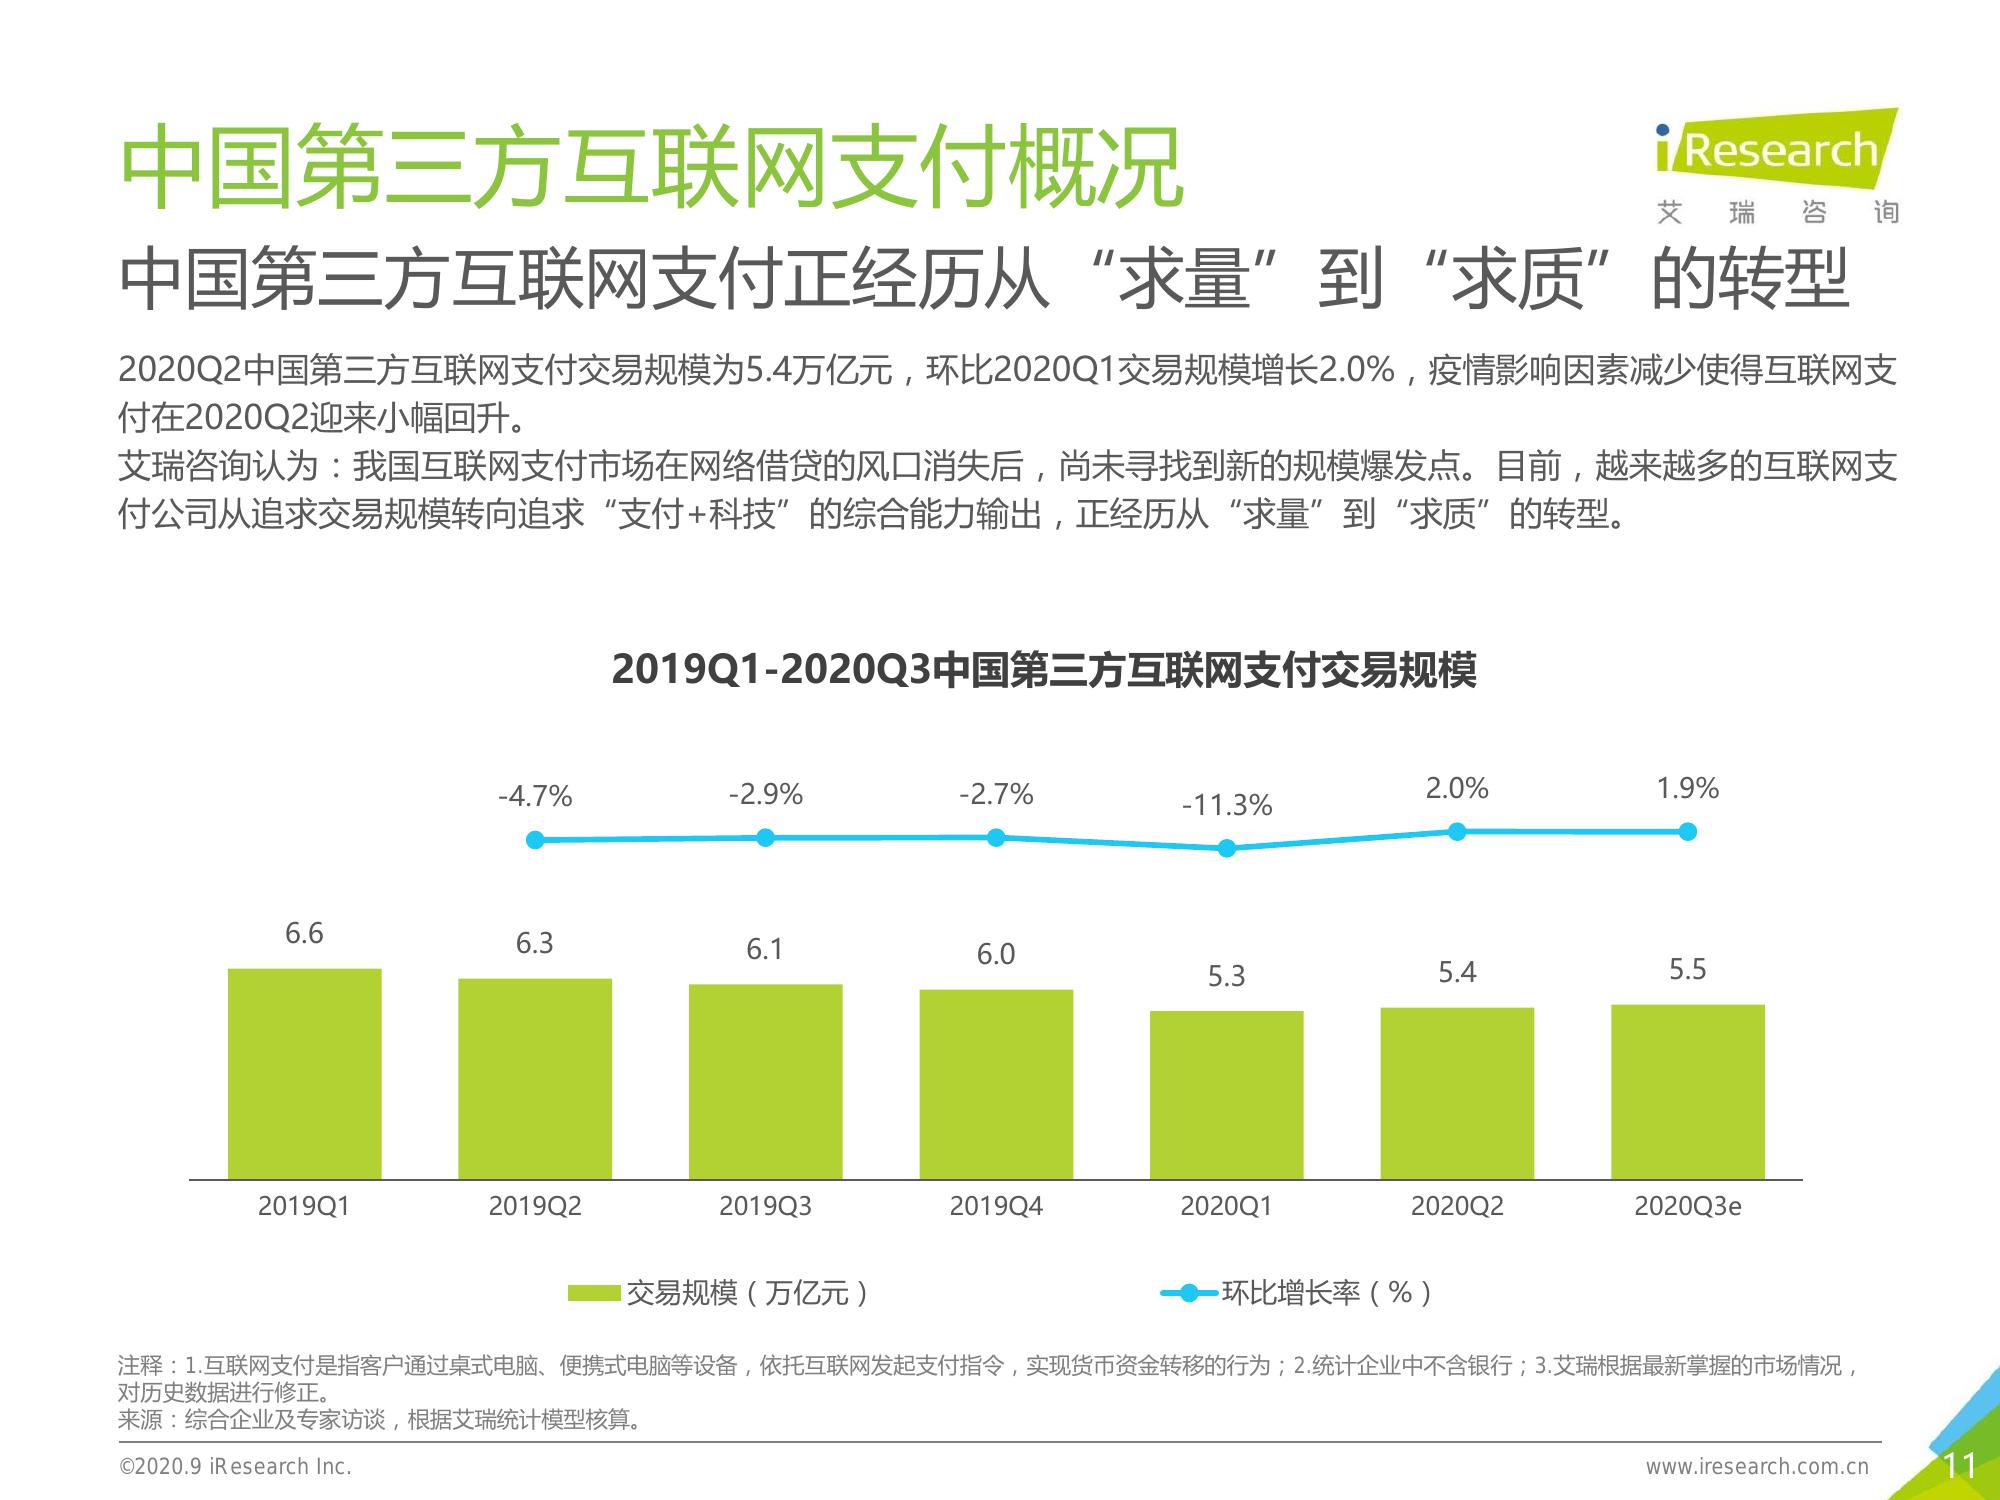 中国第三方互联网支付概况
iResearch
艾瑞咨询
中国第三方互联网支付正经历从“求量”到“求质”的转型
2020Q2中国第三方互联网支付交易规模为5.4万亿元，环比2020Q1交易规模增长2.0%，疫情影响因素减少使得互联网支
付在2020Q2迎来小幅回升。
艾瑞咨询认为：我国互联网支付市场在网络借贷的风口消失后，尚未寻找到新的规模爆发点。目前，越来越多的互联网支
付公司从追求交易规模转向追求“支付+科技”的综合能力输出，正经历从“求量”到“求质”的转型。
2019Q1-2020Q3中国第三方互联网支付交易规模
-4.7% -2.9% -2.7% -11.3% 2.0% 1.9%
6.6 6.3 6.1 6.0 5.3 5.4 5.5
2019Q1 2019Q2 2019Q3 2019Q4 2020Q1 2020Q2 2020Q3e
交易规模（万亿元） 环比增长率（%）
注释：1.互联网支付是指客户通过桌式电脑、便携式电脑等设备，依托互联网发起支付指令，实现货币资金转移的行为；2.统计企业中不含银行；3.艾瑞根据最新掌握的市场情况，
对历史数据进行修正。
来源：综合企业及专家访谈，根据艾瑞统计模型核算。
©2020.9 iResearch Inc. www.iresearch.com.cn 11